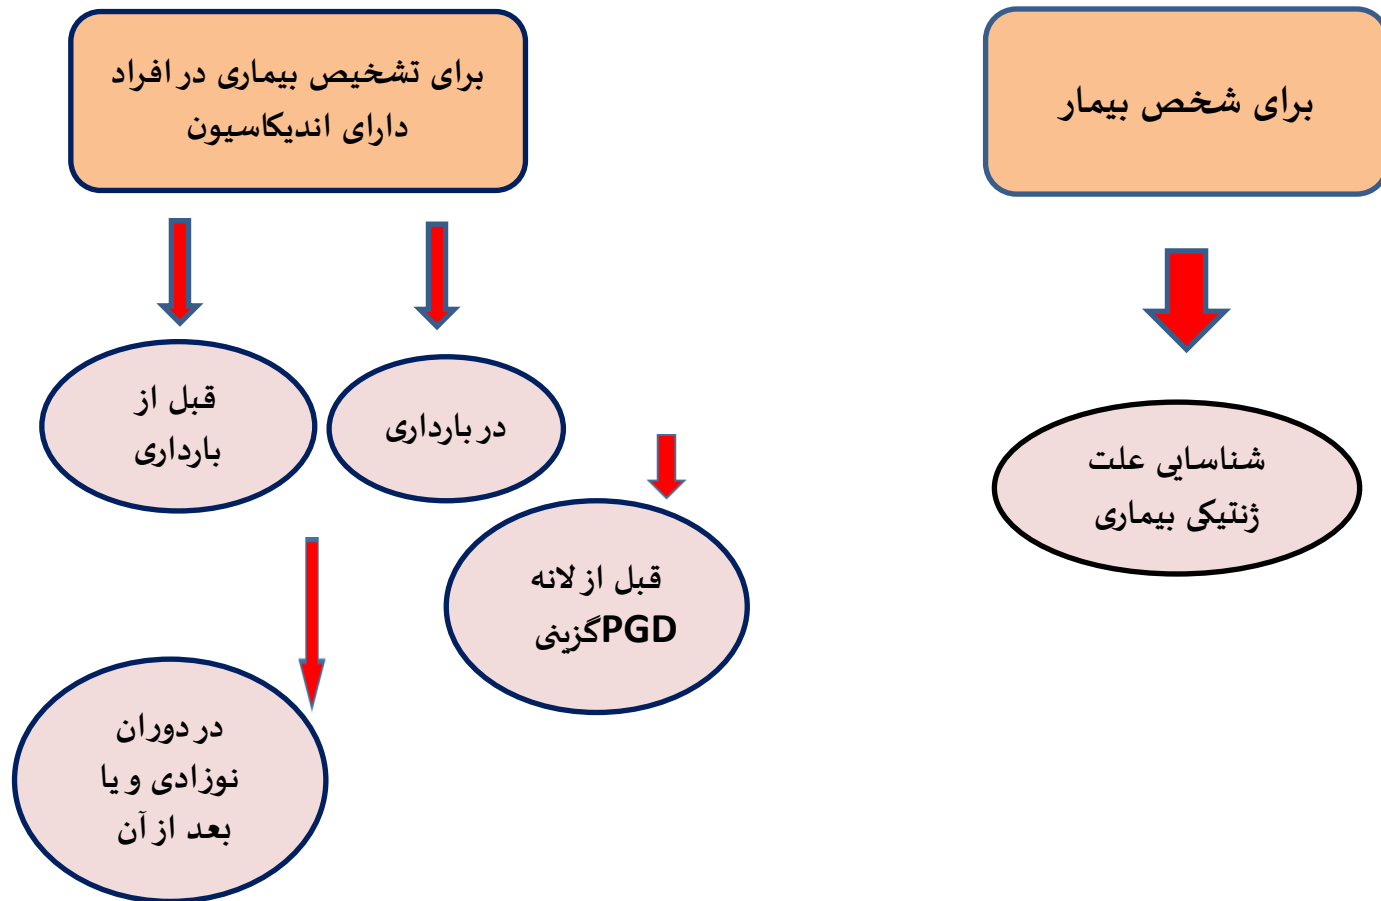 برای شخص بیمار
شناسایی علت
ژنتیکی بیماری
برای تشخیص بیماری در افراد
دارای اندیکاسیون
در بارداری
قبل از
بارداری
قبل از لانه
گزینیPGD
در دوران
نوزادی و یا
بعد از آن